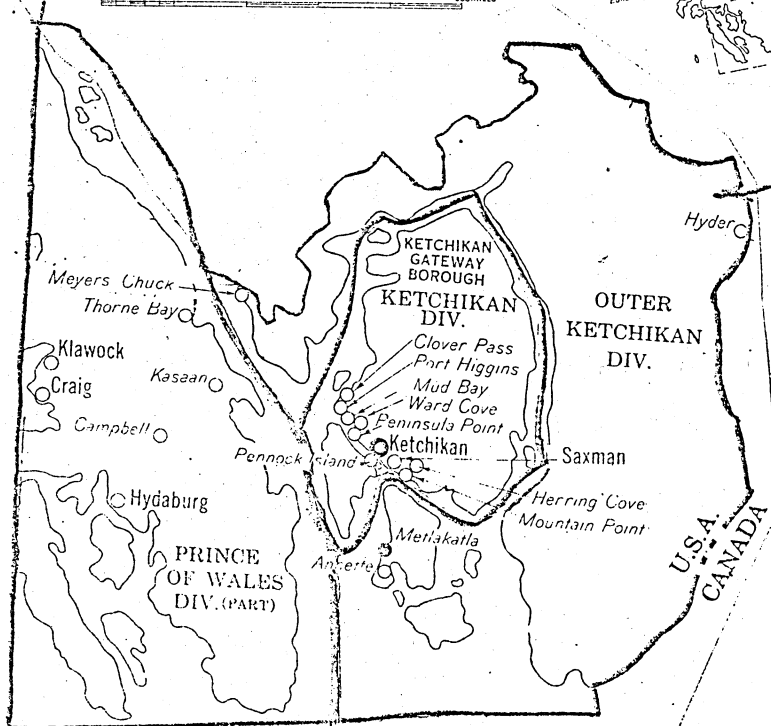 Hyder
KETCHIKAN
GATEWAY
BOROUGH
KETCHIKAN
DIV.
OUTER
KETCHIKAN
DIV.
Meyers Chuck
Thorne Bay
Klawock
Craig
Kasaan
Campbell
Clover Pass
Port Higgins
Mud Bay
Ward Cove
Peninsula Point
Ketchikan
Pennock Island
Saxman
Hydaburg
Herring Cove
Mountain Point
Metlakatla
PRINCE
OF WALES
DIV. (PART)
U.S.A.
CANADA